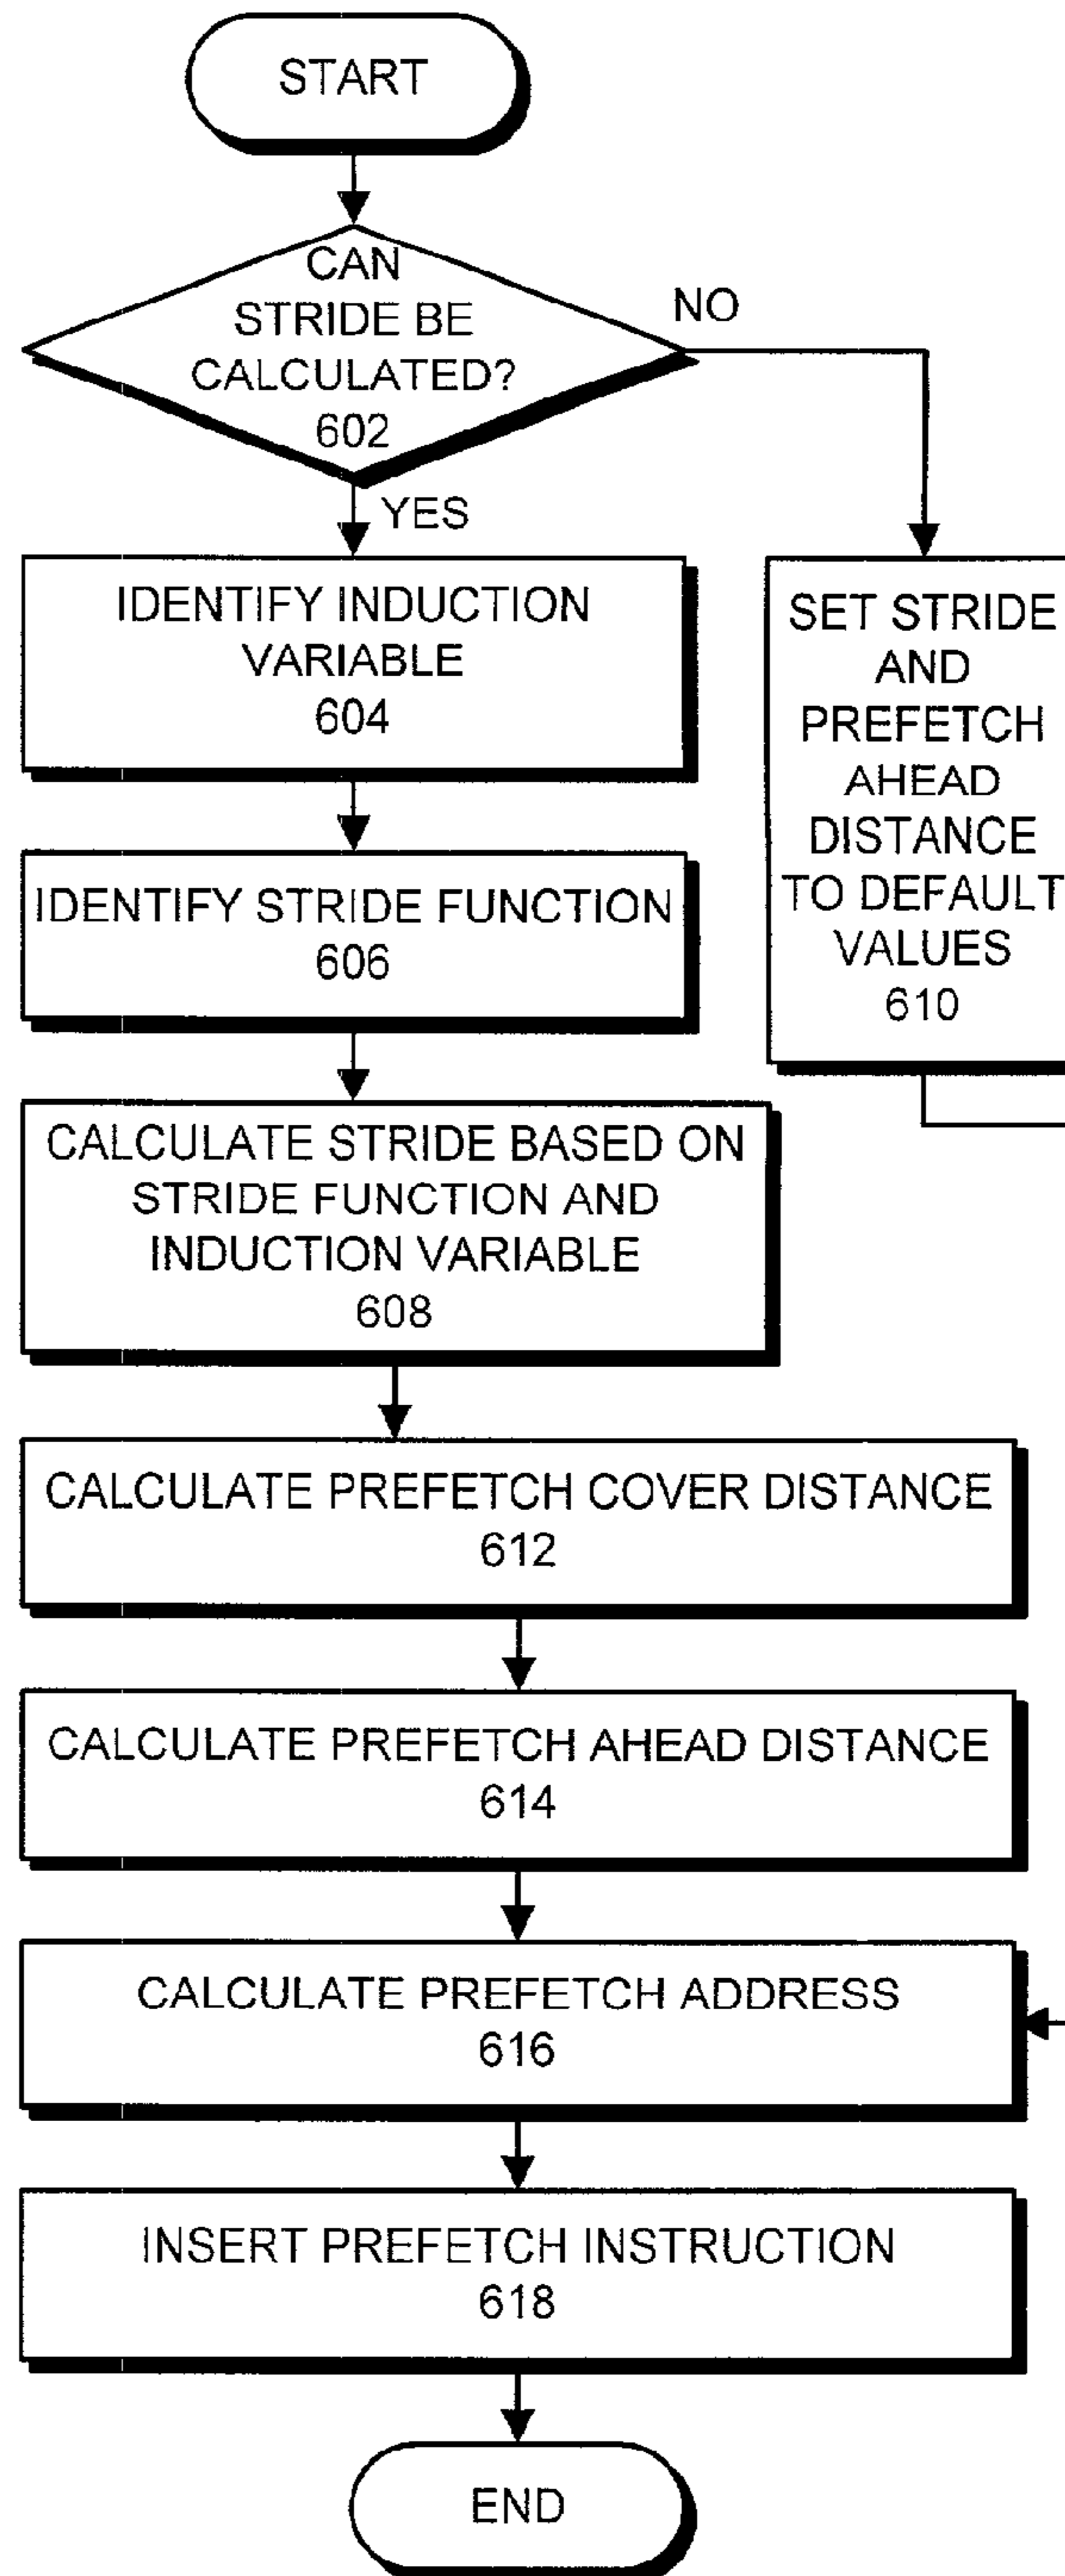 START
CAN
STRIDE BE
CALCULATED?
602
NO
YES
IDENTIFY INDUCTION
VARIABLE
604
SET STRIDE
AND
PREFETCH
AHEAD
DISTANCE
TO DEFAULT
VALUES
610
IDENTIFY STRIDE FUNCTION
606
CALCULATE STRIDE BASED ON
STRIDE FUNCTION AND
INDUCTION VARIABLE
608
CALCULATE PREFETCH COVER DISTANCE
612
CALCULATE PREFETCH AHEAD DISTANCE
614
CALCULATE PREFETCH ADDRESS
616
INSERT PREFETCH INSTRUCTION
618
END